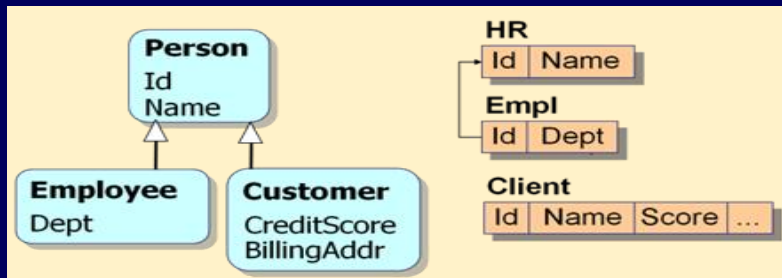 Person
Id
Name
Employee
Dept
Customer
CreditScore
BillingAddr
HR
Id Name
Empl
Id Dept
Client
Id Name Score ...